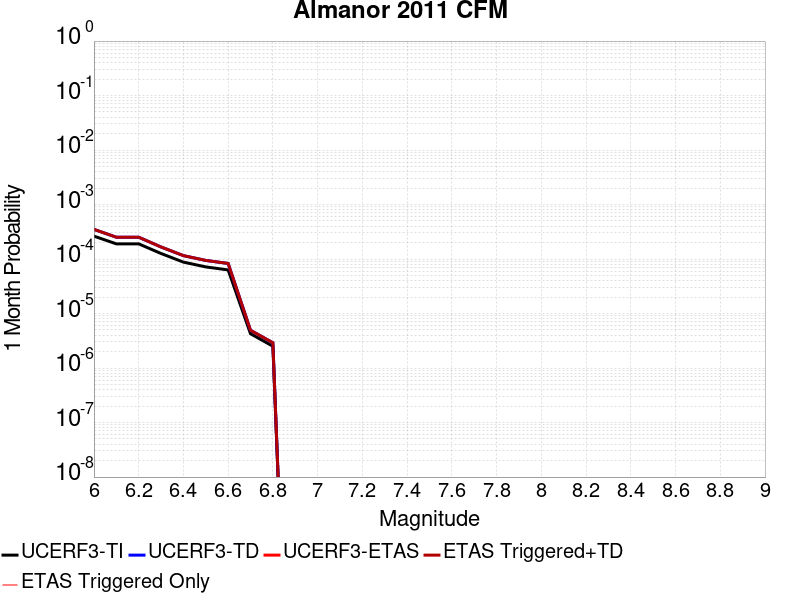 Almanor 2011 CFM
10^0
10^-1
10^-2
10^-3
10^-4
10^-5
10^-6
10^-7
10^-8
1 Month Probability
6 6.2 6.4 6.6 6.8 7 7.2 7.4 7.6 7.8 8 8.2 8.4 8.6 8.8 9
Magnitude
UCERF3-TI UCERF3-TD UCERF3-ETAS ETAS Triggered+TD
ETAS Triggered Only